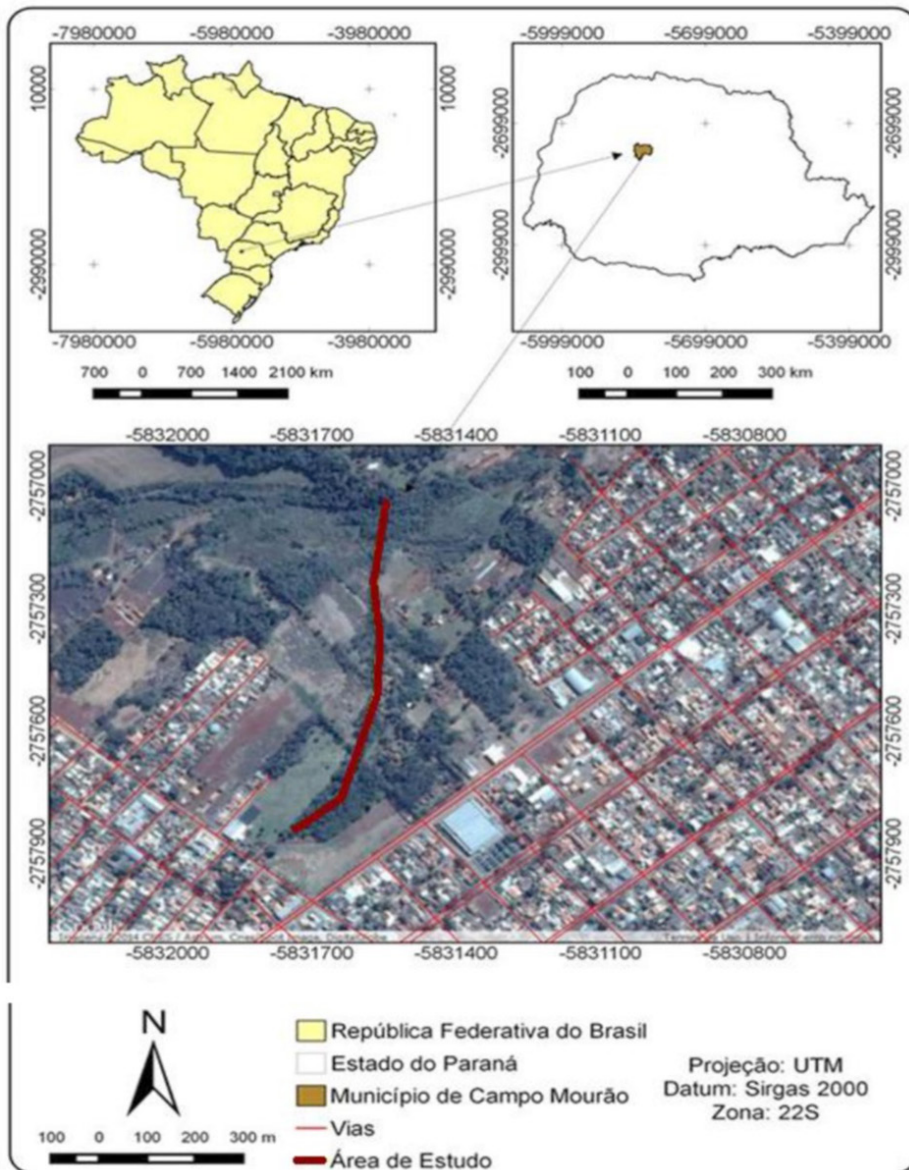 -7980000 -5980000 -3980000
-5999000 -5699000 -5399000
10000
10000
-2699000
-2699000
-2990000
-2990000
-2999000
-2999000
-7980000 -5980000 -3980000
-5999000 -5699000 -5399000
700 0 700 1400 2100 km
100 0 100 200 300 km
-5832000 -5831700 -5831400 -5831100 -5830800
-2757000
-2757000
-2757300
-2757300
-2757600
-2757600
-2757900
-2757900
-5832000 -5831700 -5831400 -5831100 -5830800
N
100 0 100 200 300 m
República Federativa do Brasil
Estado do Paraná
Município de Campo Mourão
Vias
Área de Estudo
Projeção: UTM
Datum: Sirgas 2000
Zona: 22S